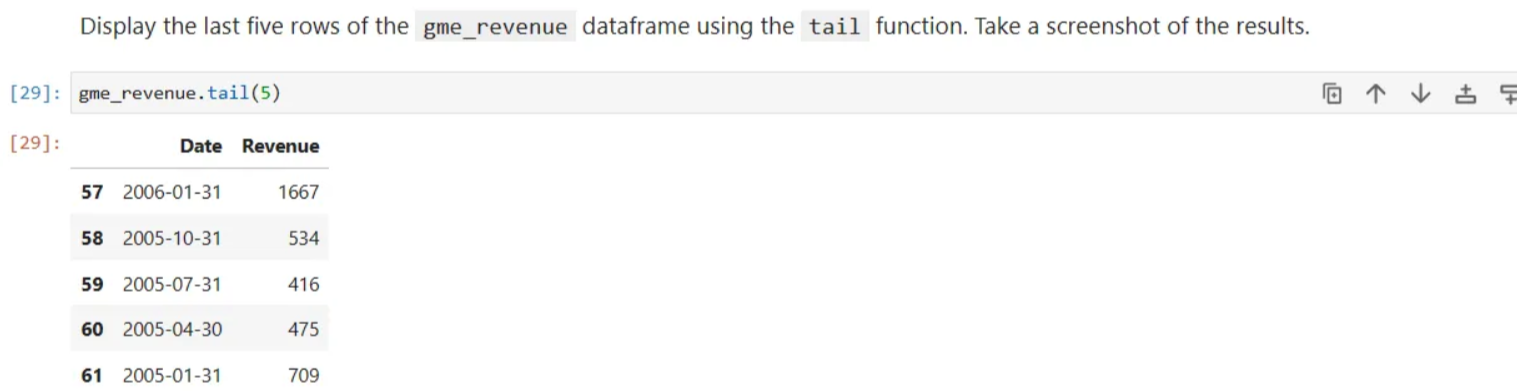 Display the last five rows of the gme_revenue dataframe using the tail function. Take a screenshot of the results.
[29]: gme_revenue.tail(5)
[29]:
Date Revenue
57 2006-01-31 1667
58 2005-10-31 534
59 2005-07-31 416
60 2005-04-30 475
61 2005-01-31 709